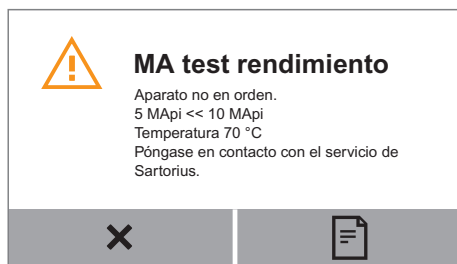 MA test rendimiento
Aparato no en orden.
5 MApi << 10 MApi
Temperatura 70 °C
Póngase en contacto con el servicio de
Sartorius.